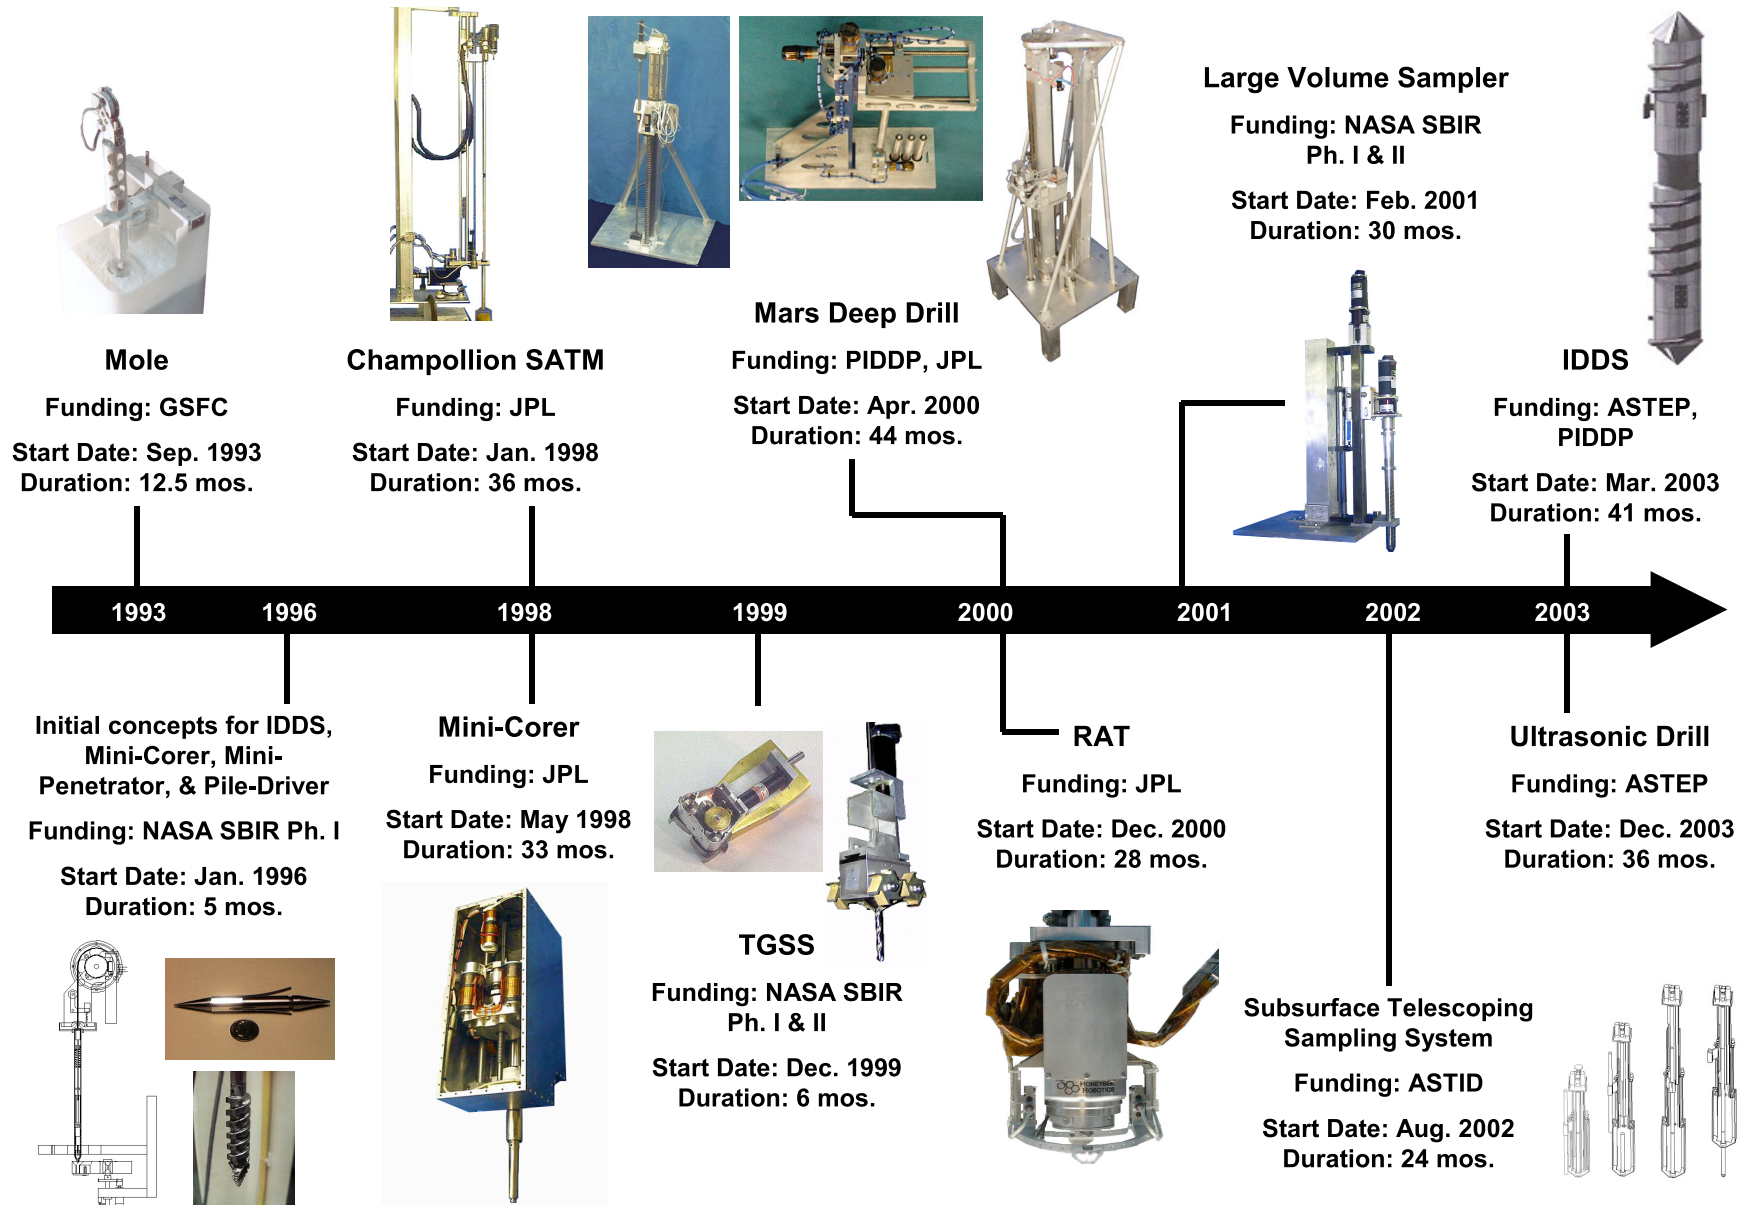 Large Volume Sampler
Funding: NASA SBIR
Ph. I & II
Start Date: Feb. 2001
Duration: 30 mos.
Mars Deep Drill
Funding: PIDDP, JPL
Start Date: Apr. 2000
Duration: 44 mos.
Mole
Funding: GSFC
Start Date: Sep. 1993
Duration: 12.5 mos.
Champollion SATM
Funding: JPL
Start Date: Jan. 1998
Duration: 36 mos.
IDDS
Funding: ASTEP,
PIDDP
Start Date: Mar. 2003
Duration: 41 mos.
1993 1996 1998 1999 2000 2001 2002 2003
Initial concepts for IDDS,
Mini-Corer, Mini-
Penetrator, & Pile-Driver
Funding: NASA SBIR Ph. I
Start Date: Jan. 1996
Duration: 5 mos.
Mini-Corer
Funding: JPL
Start Date: May 1998
Duration: 33 mos.
TGSS
Funding: NASA SBIR
Ph. I & II
Start Date: Dec. 1999
Duration: 6 mos.
RAT
Funding: JPL
Start Date: Dec. 2000
Duration: 28 mos.
HONEYBEE
ROBOTICS
Subsurface Telescoping
Sampling System
Funding: ASTID
Start Date: Aug. 2002
Duration: 24 mos.
Ultrasonic Drill
Funding: ASTEP
Start Date: Dec. 2003
Duration: 36 mos.